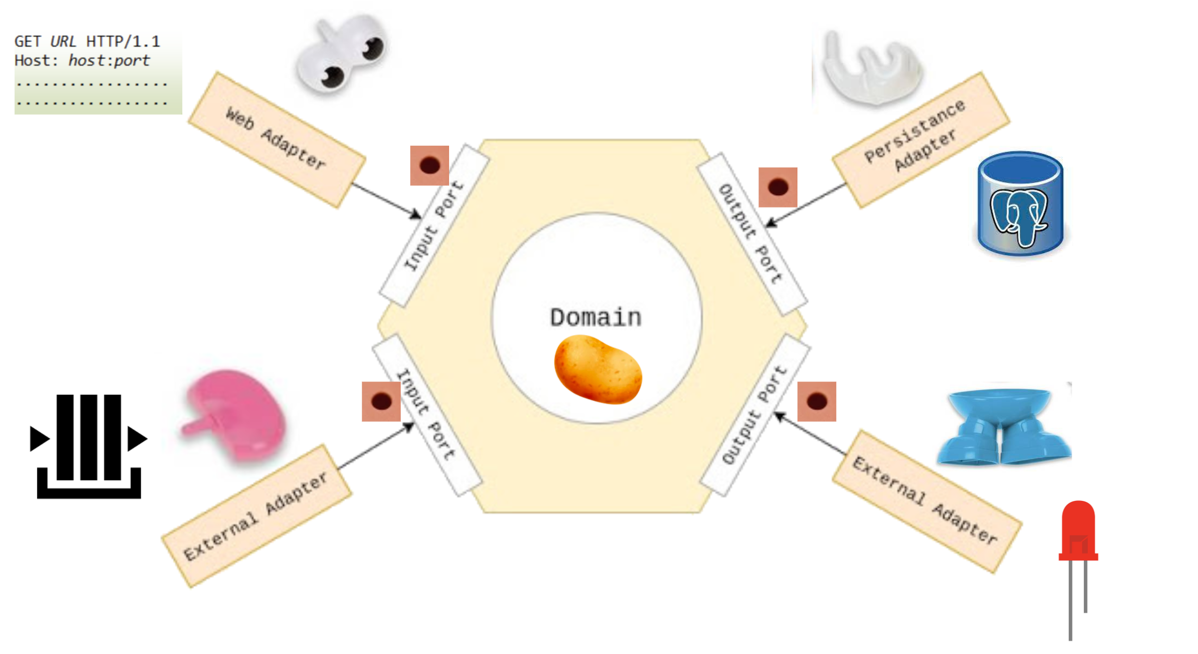 GET URL HTTP/1.1
Host: host:port
.................
.................
Web Adapter
Persistance
Adapter
Input Port
Output Port
Domain
Input Port
Output Port
External Adapter
External Adapter